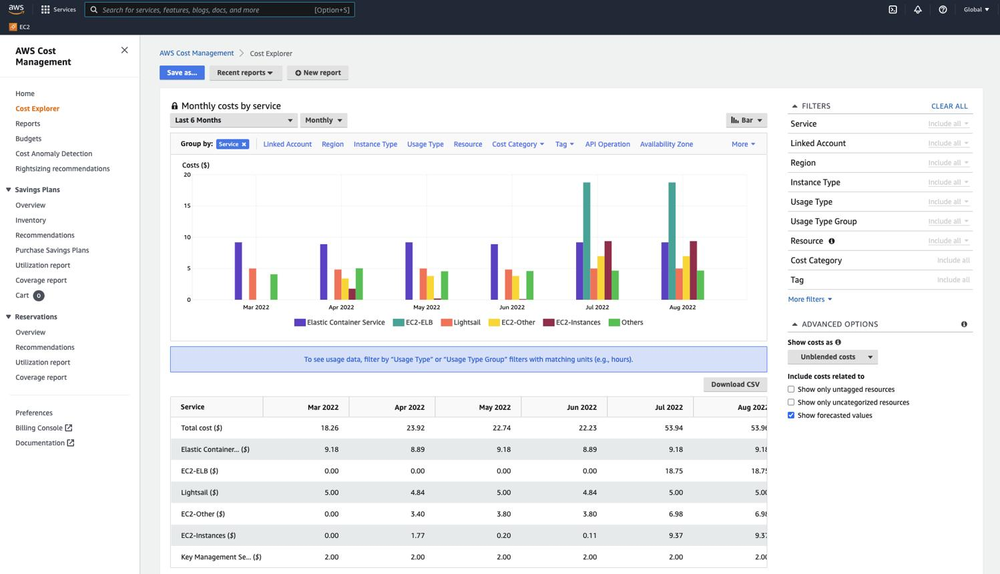 aws
Services
Search for services, features, blogs, docs, and more
[Option+S]
Global
EC2
AWS Cost
Management
Home
Cost Explorer
Reports
Budgets
Cost Anomaly Detection
Rightsizing recommendations
Savings Plans
Overview
Inventory
Recommendations
Purchase Savings Plans
Utilization report
Coverage report
Cart 0
Reservations
Overview
Recommendations
Utilization report
Coverage report
Preferences
Billing Console
Documentation
AWS Cost Management > Cost Explorer
Save as... Recent reports New report
Monthly costs by service
Last 6 Months Monthly Bar
Group by: Service Linked Account Region Instance Type Usage Type Resource Cost Category Tag API Operation Availability Zone More
Costs ($)
20
15
10
5
0
Mar 2022 Apr 2022 May 2022 Jun 2022 Jul 2022 Aug 2022
Elastic Container Service EC2-ELB Lightsail EC2-Other EC2-Instances Others
To see usage data, filter by “Usage Type” or “Usage Type Group” filters with matching units (e.g., hours).
Download CSV
Service Mar 2022 Apr 2022 May 2022 Jun 2022 Jul 2022 Aug 2022
Total cost ($) 18.26 23.92 22.74 22.23 53.94 53.96
Elastic Container... ($) 9.18 8.89 9.18 8.89 9.18 9.18
EC2-ELB ($) 0.00 0.00 0.00 0.00 18.75 18.75
Lightsail ($) 5.00 4.84 5.00 4.84 5.00 5.00
EC2-Other ($) 0.00 3.40 3.80 3.80 6.98 6.98
EC2-Instances ($) 0.00 1.77 0.20 0.11 9.37 9.37
Key Management Se... ($) 2.00 2.00 2.00 2.00 2.00 2.00
FILTERS CLEAR ALL
Service Include all
Linked Account Include all
Region Include all
Instance Type Include all
Usage Type Include all
Usage Type Group Include all
Resource Include all
Cost Category Include all
Tag Include all
More filters
ADVANCED OPTIONS
Show costs as
Unblended costs
Include costs related to
Show only untagged resources
Show only uncategorized resources
Show forecasted values